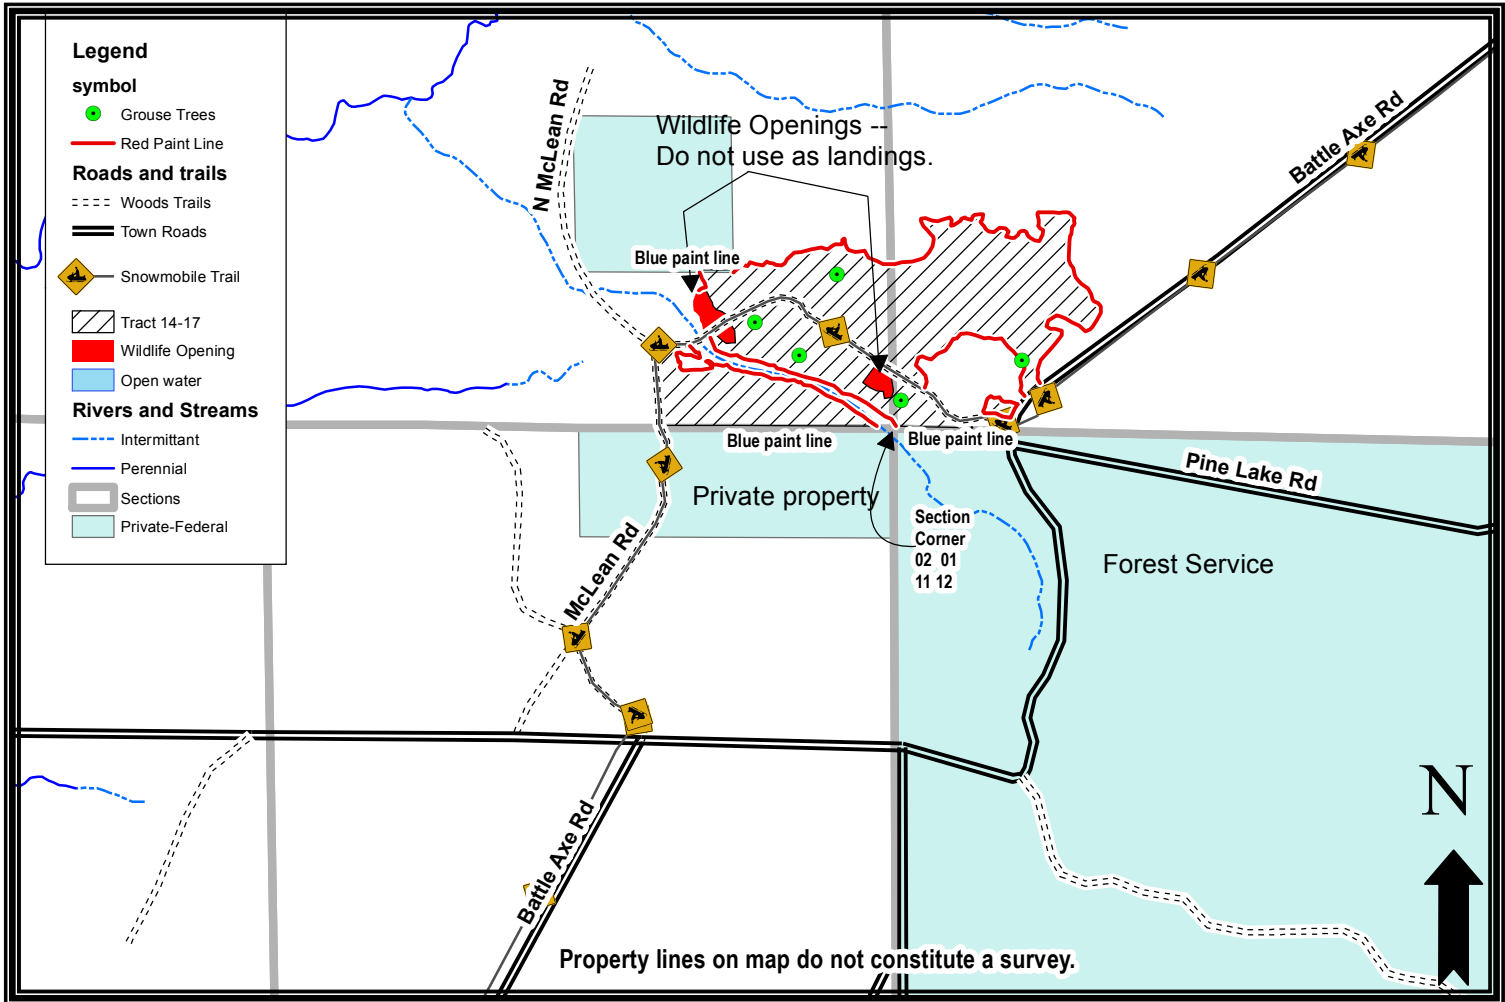 Legend
symbol
Grouse Trees
Red Paint Line
Roads and trails
Woods Trails
Town Roads
Snowmobile Trail
Tract 14-17
Wildlife Opening
Open water
Rivers and Streams
Intermittant
Perennial
Sections
Private-Federal
N McLean Rd
Wildlife Openings --
Do not use as landings.
Battle Axe Rd
Blue paint line
Blue paint line
Blue paint line
Pine Lake Rd
Private property
Section
Corner
02 01
11 12
McLean Rd
Forest Service
Battle Axe Rd
N
Property lines on map do not constitute a survey.